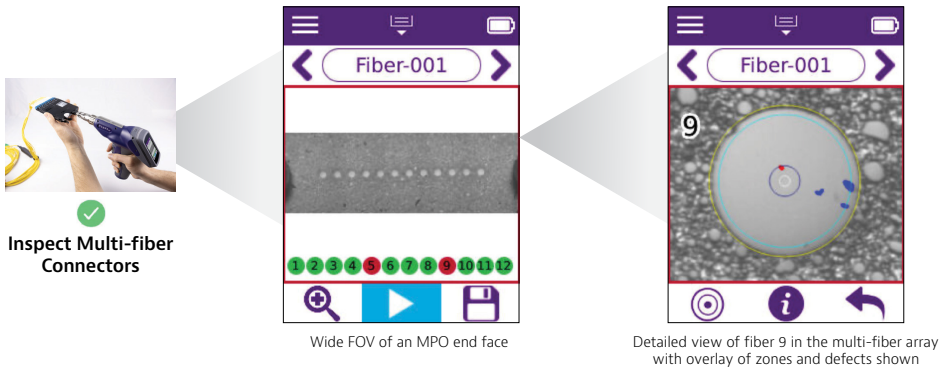 Inspect Multi-fiber
Connectors
Fiber-001
1 2 3 4 5 6 7 8 9 10 11 12
Wide FOV of an MPO end face
Fiber-001
9
i
Detailed view of fiber 9 in the multi-fiber array
with overlay of zones and defects shown